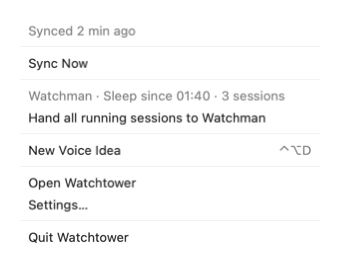 Synced 2 min ago
Sync Now
Watchman · Sleep since 01:40 · 3 sessions
Hand all running sessions to Watchman
New Voice Idea ⌃⌥D
Open Watchtower
Settings...
Quit Watchtower